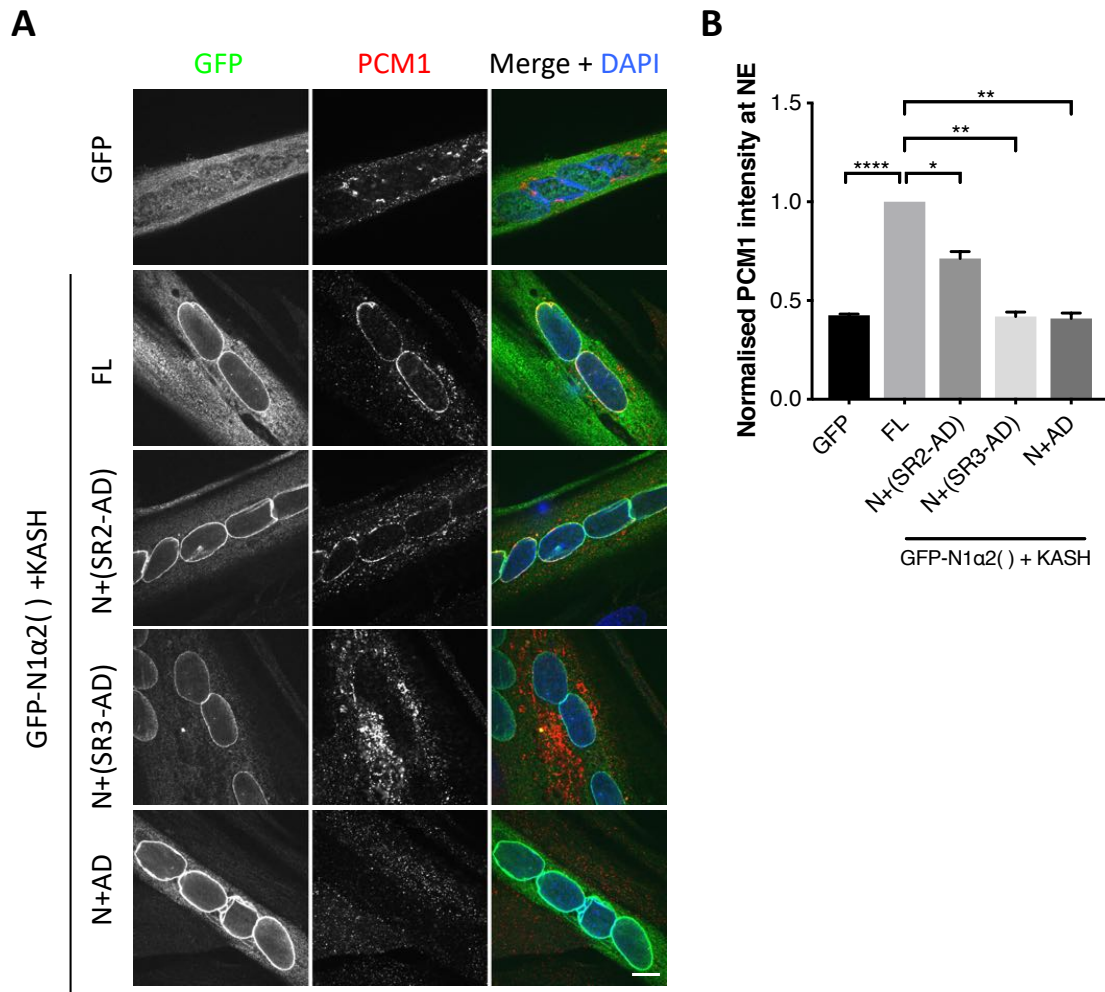 A
GFP PCM1 Merge + DAPI
GFP
FL
N+(SR2-AD)
N+(SR3-AD)
N+AD
GFP-N1α2( ) +KASH
B
Normalised PCM1 intensity at NE
1.5
1.0
0.5
0.0
**
**
**** *
GFP
FL
N+(SR2-AD)
N+(SR3-AD)
N+AD
GFP-N1α2( ) + KASH